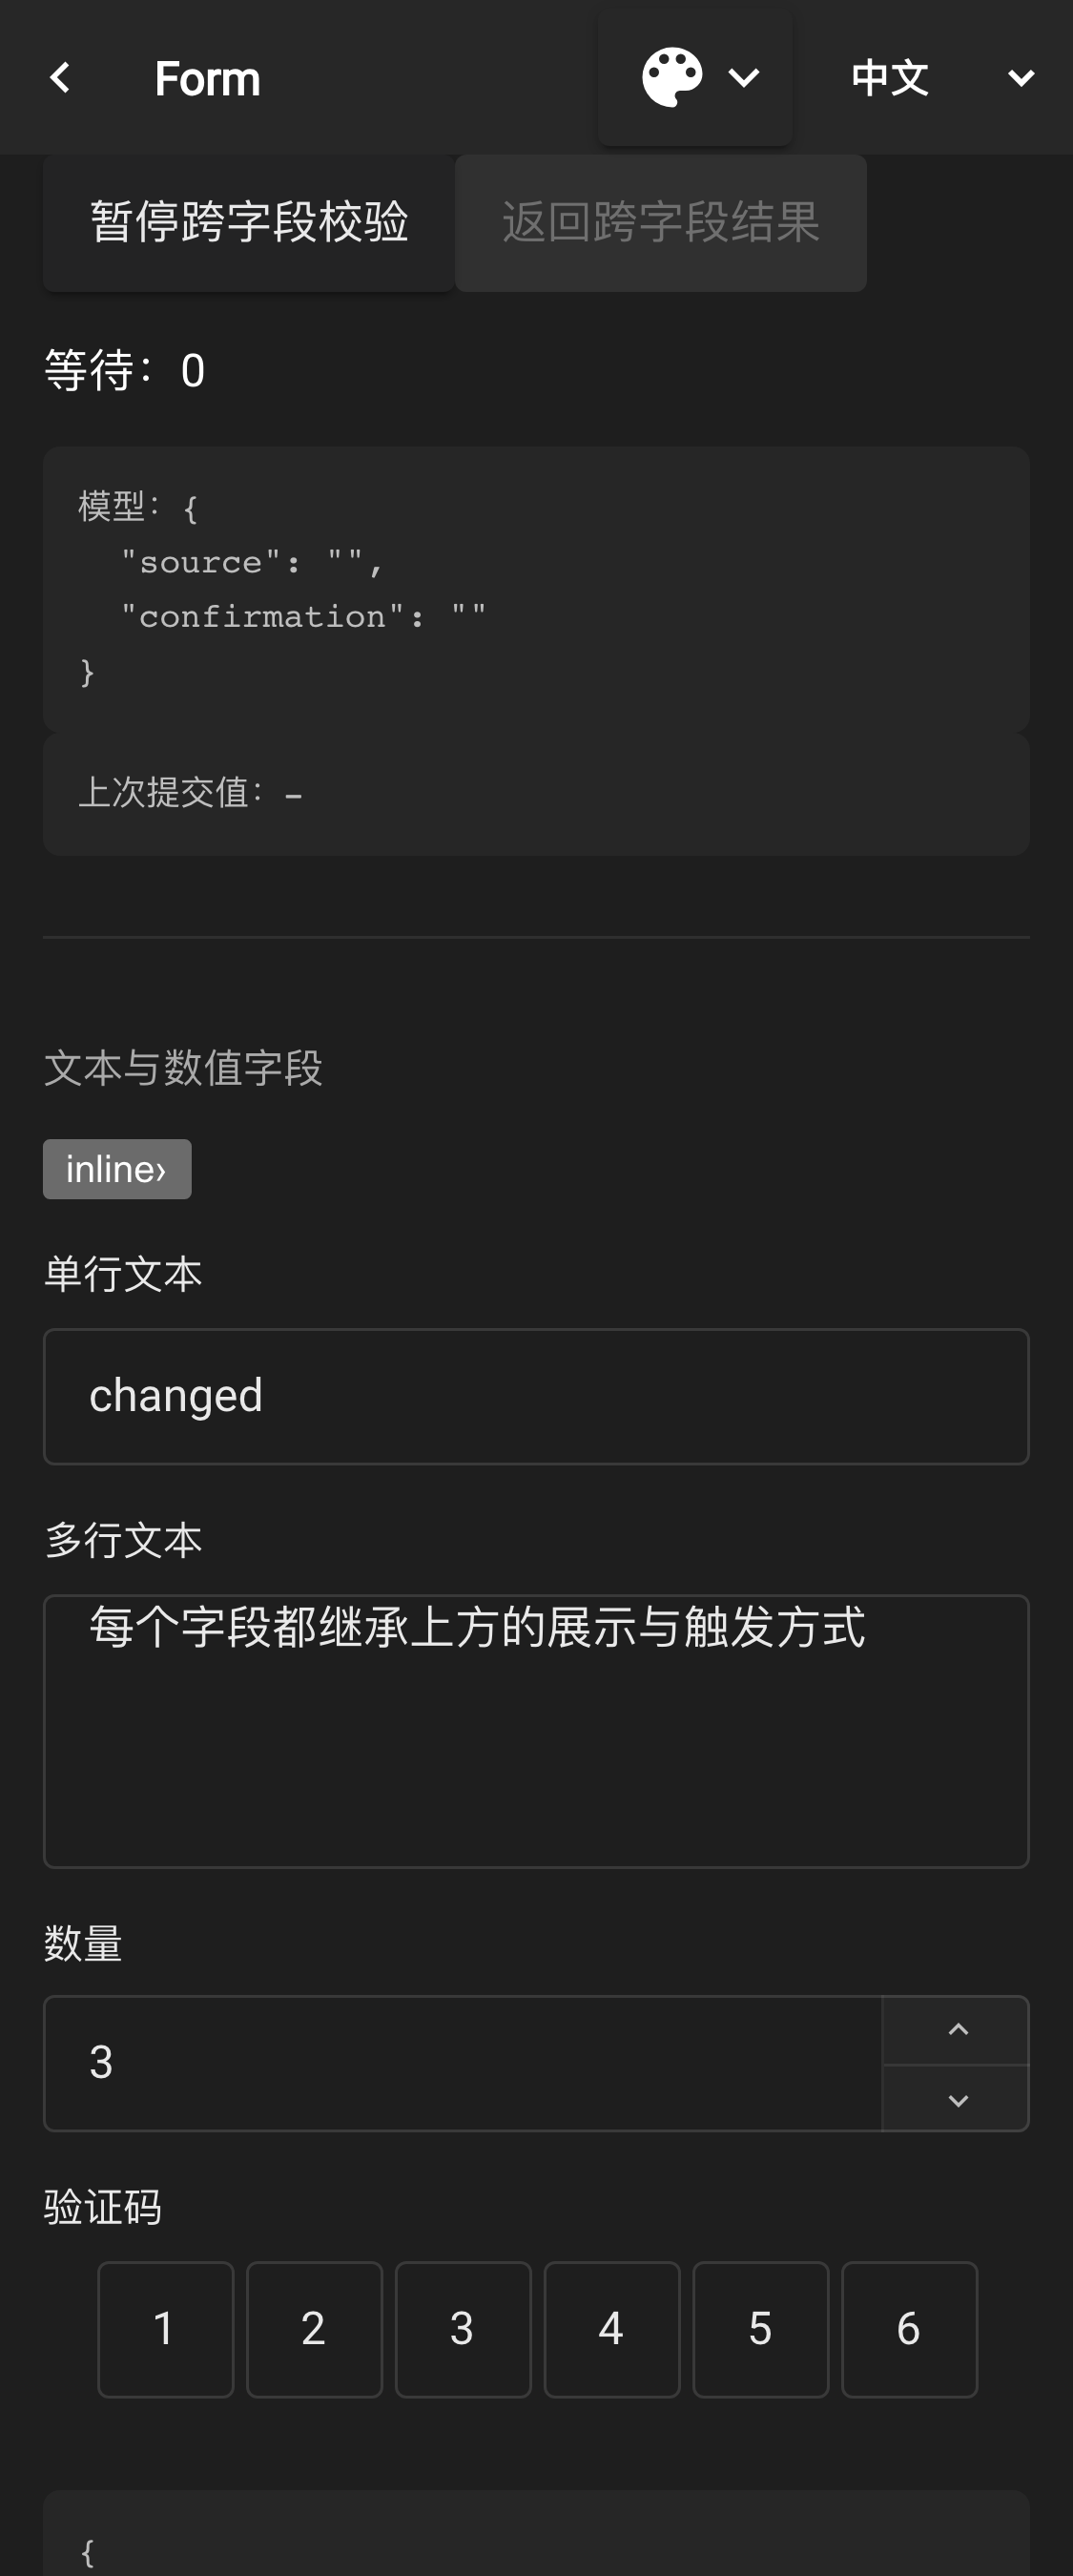 Form
中文
暂停跨字段校验
返回跨字段结果
等待：0
模型：{
"source": "",
"confirmation": ""
}
上次提交值：–
文本与数值字段
inline›
单行文本
changed
多行文本
每个字段都继承上方的展示与触发方式
数量
3
验证码
1 2 3 4 5 6
{